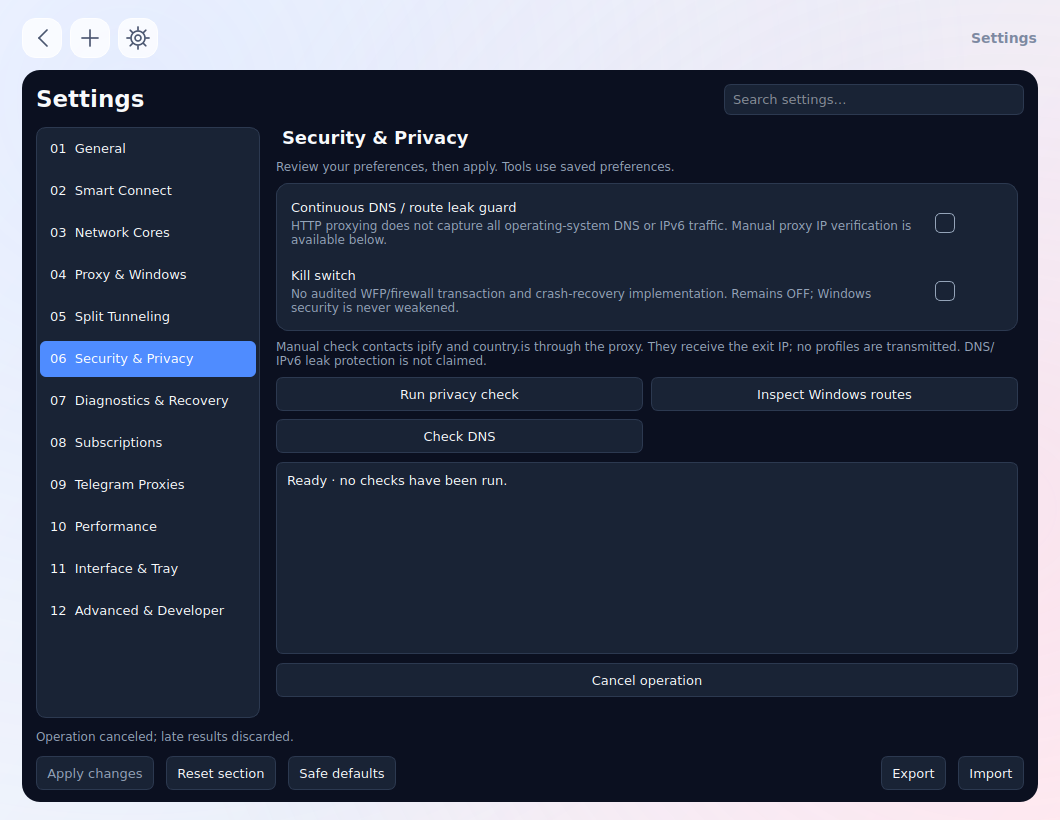 Settings
Settings
Search settings...
01 General
02 Smart Connect
03 Network Cores
04 Proxy & Windows
05 Split Tunneling
06 Security & Privacy
07 Diagnostics & Recovery
08 Subscriptions
09 Telegram Proxies
10 Performance
11 Interface & Tray
12 Advanced & Developer
Security & Privacy
Review your preferences, then apply. Tools use saved preferences.
Continuous DNS / route leak guard
HTTP proxying does not capture all operating-system DNS or IPv6 traffic. Manual proxy IP verification is
available below.
Kill switch
No audited WFP/firewall transaction and crash-recovery implementation. Remains OFF; Windows
security is never weakened.
Manual check contacts ipify and country.is through the proxy. They receive the exit IP; no profiles are transmitted. DNS/
IPv6 leak protection is not claimed.
Run privacy check
Inspect Windows routes
Check DNS
Ready · no checks have been run.
Cancel operation
Operation canceled; late results discarded.
Apply changes
Reset section
Safe defaults
Export
Import